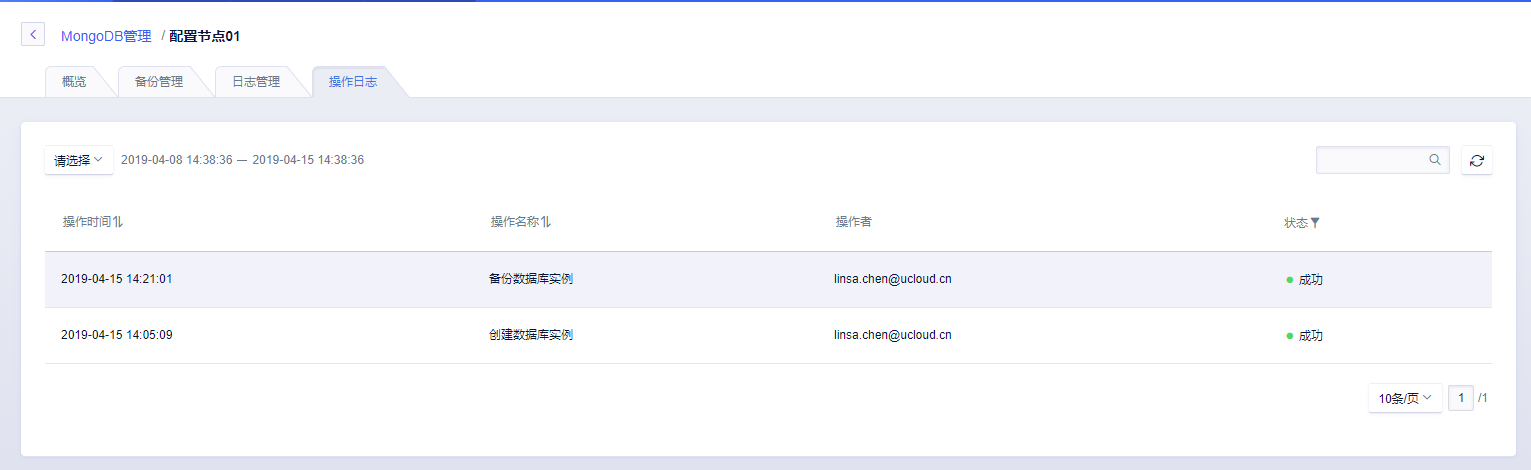 MongoDB管理 / 配置节点01
概览 备份管理 日志管理 操作日志
请选择 2019-04-08 14:38:36 — 2019-04-15 14:38:36
操作时间 操作名称 操作者 状态
2019-04-15 14:21:01 备份数据库实例 linsa.chen@ucloud.cn 成功
2019-04-15 14:05:09 创建数据库实例 linsa.chen@ucloud.cn 成功
10条/页 1 /1